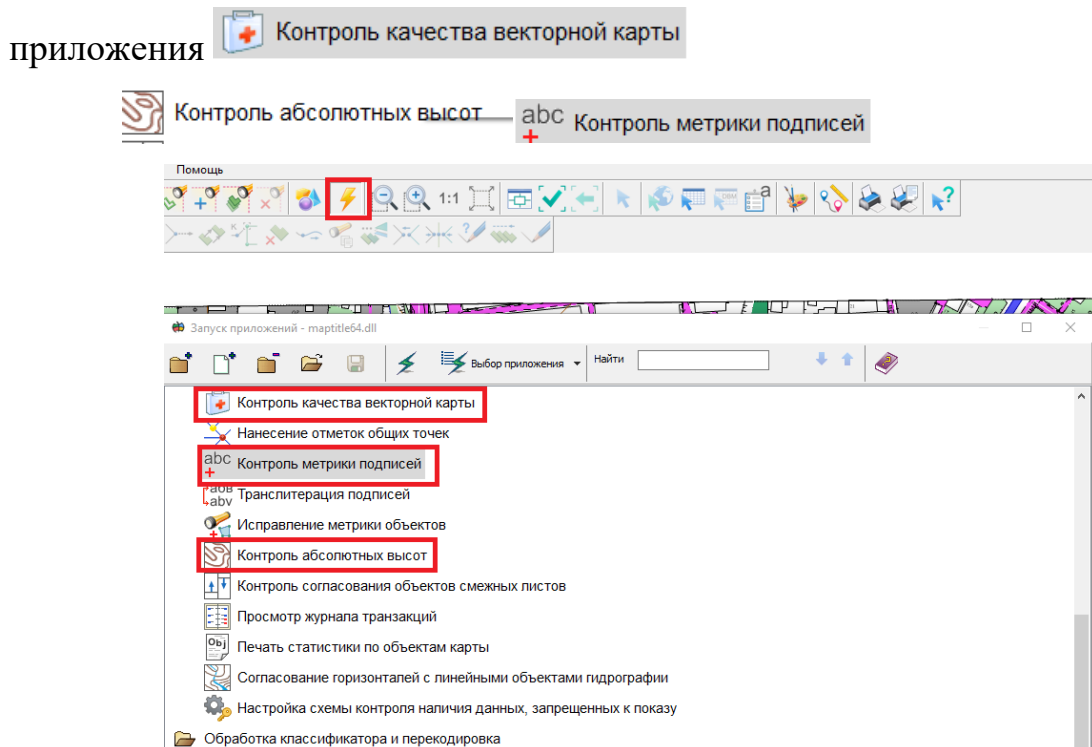 приложения Контроль качества векторной карты
Контроль абсолютных высот abc Контроль метрики подписей
Помощь
1:1 a ?
Запуск приложений - maptitle64.dll
Выбор приложения Найти
Контроль качества векторной карты
Нанесение отметок общих точек
abc Контроль метрики подписей
abv Транслитерация подписей
Исправление метрики объектов
Контроль абсолютных высот
Контроль согласования объектов смежных листов
Просмотр журнала транзакций
Obj Печать статистики по объектам карты
Согласование горизонталей с линейными объектами гидрографии
Настройка схемы контроля наличия данных, запрещенных к показу
Обработка классификатора и перекодировка